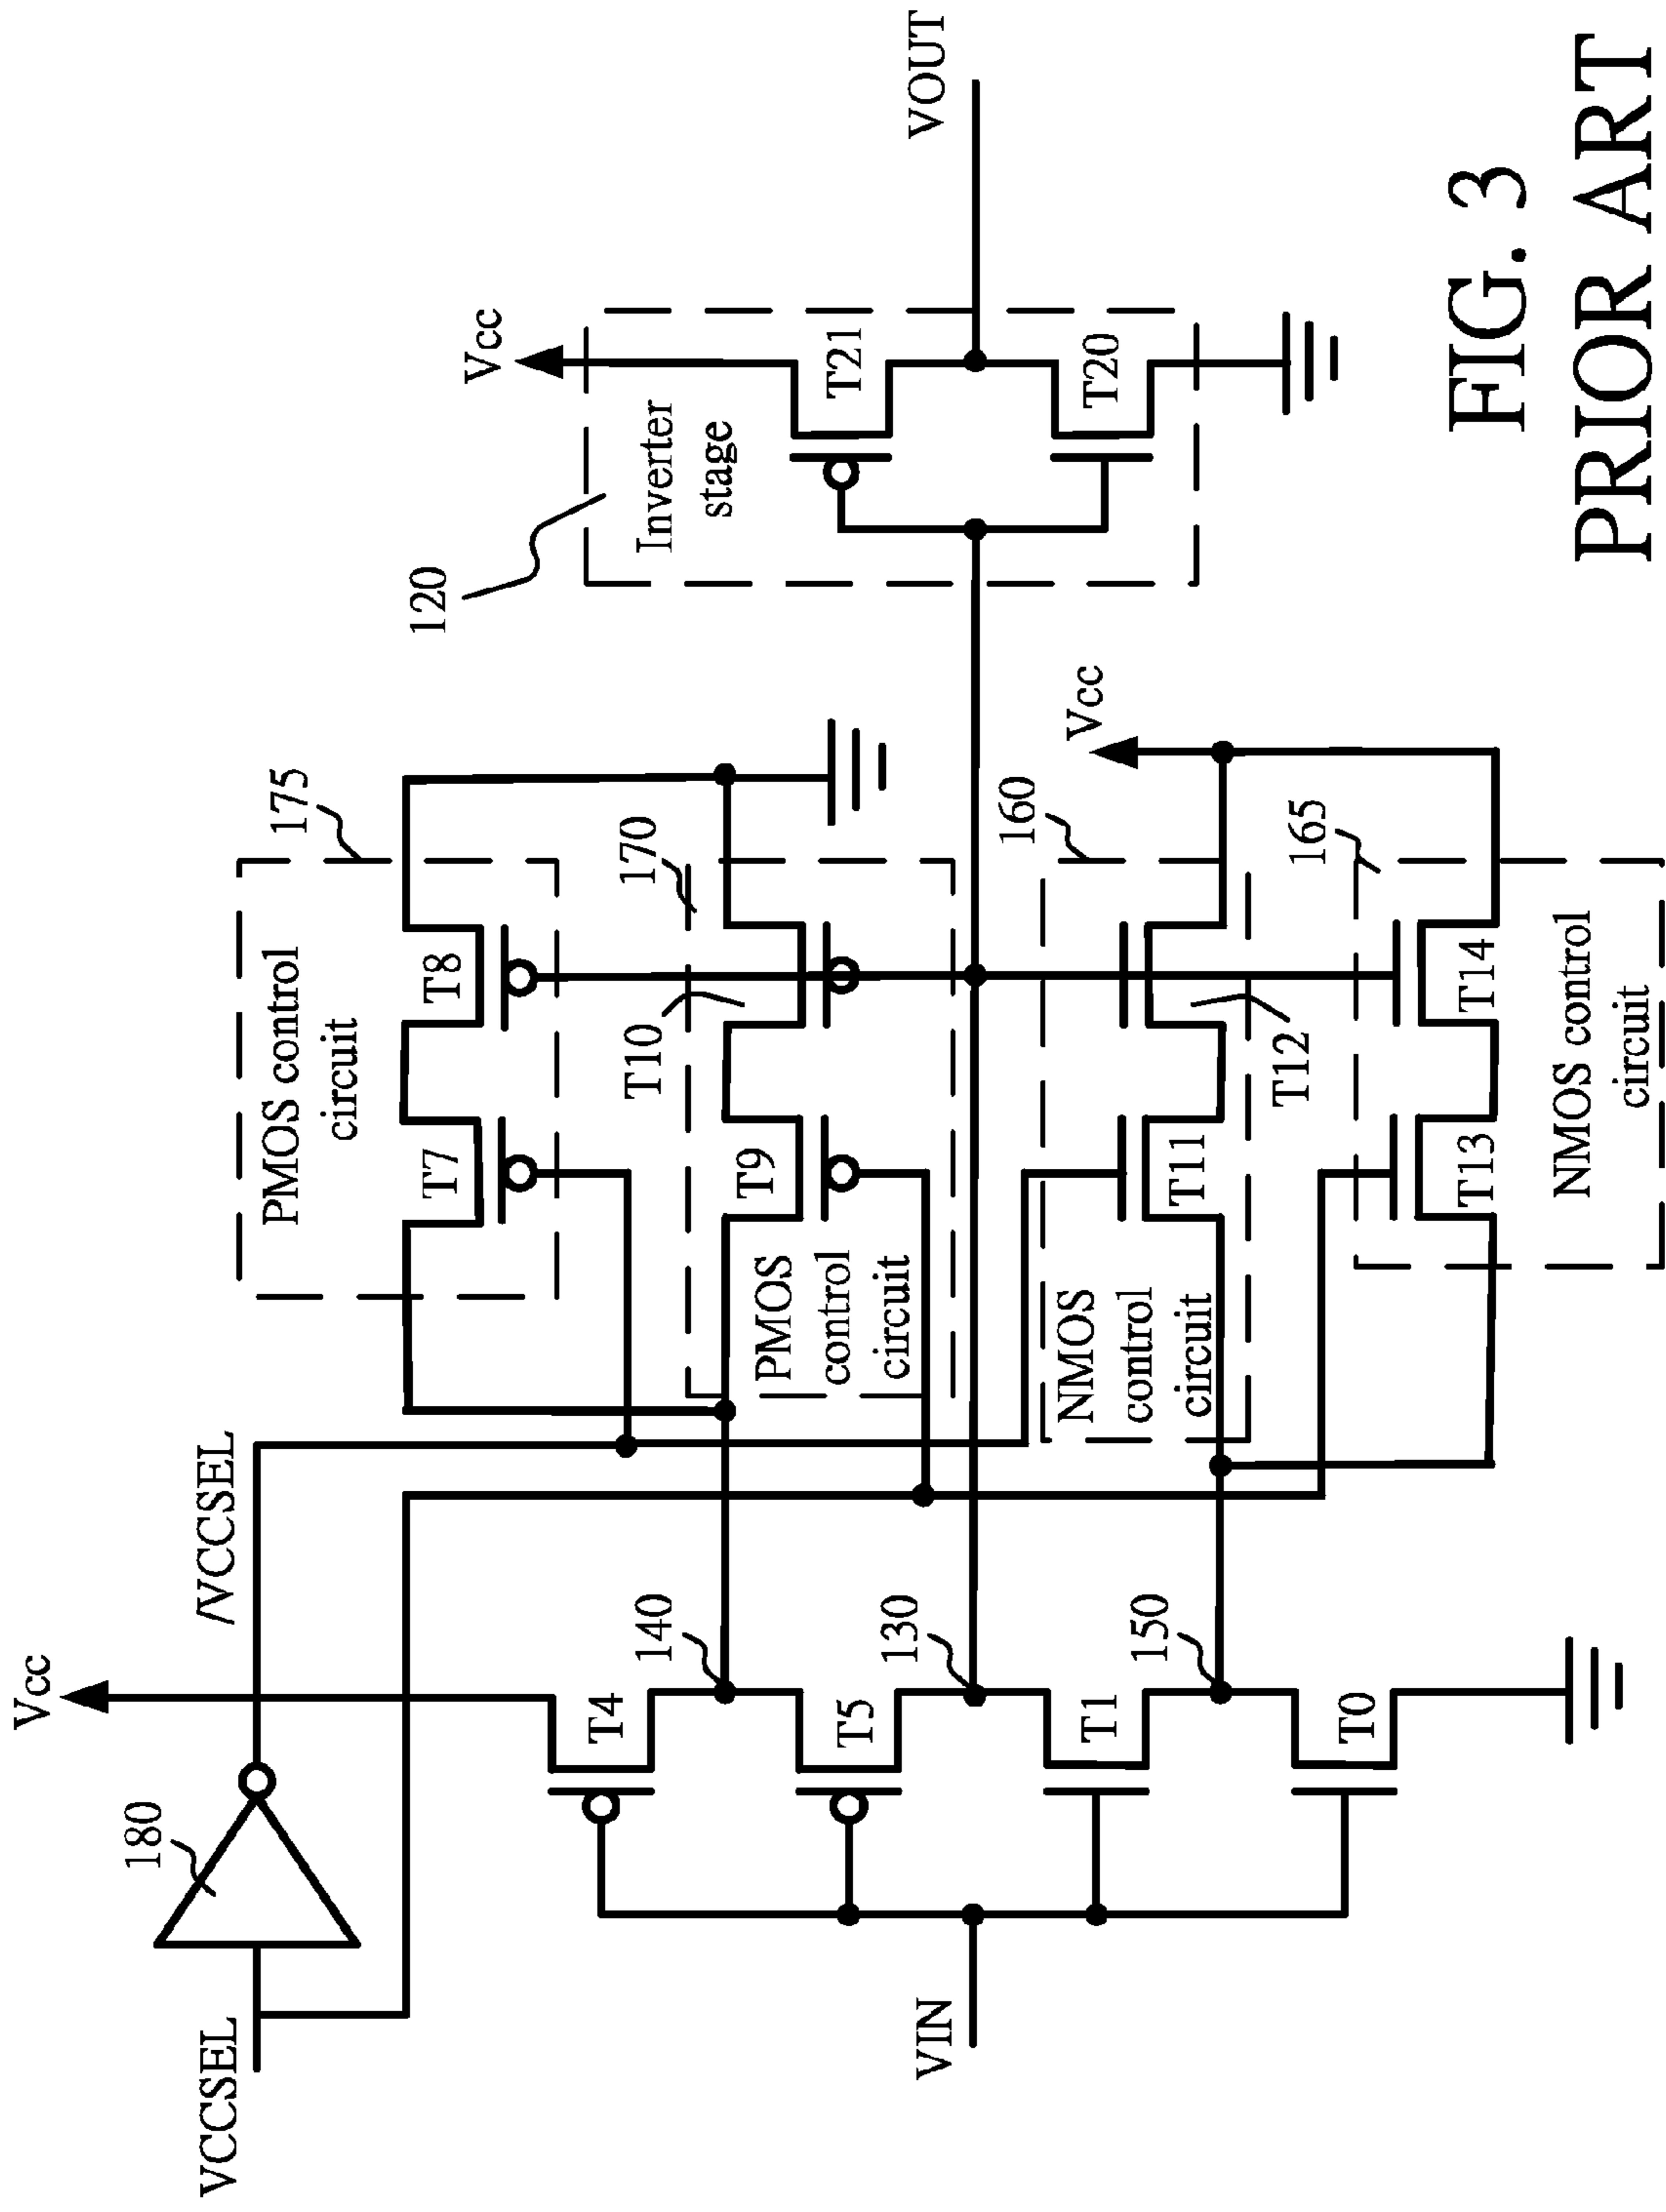 VCCSEL
180
/VCCSEL
Vcc
PMOS control
circuit
175
T7
T8
120
Vcc
Inverter
stage
T21
T20
VOUT
T4
140
T9
T10
170
PMOS
control
circuit
VIN
T5
130
T1
150
T0
NMOS
control
circuit
T11
T12
160
Vcc
165
T13
T14
NMOS control
circuit
FIG. 3
PRIOR ART